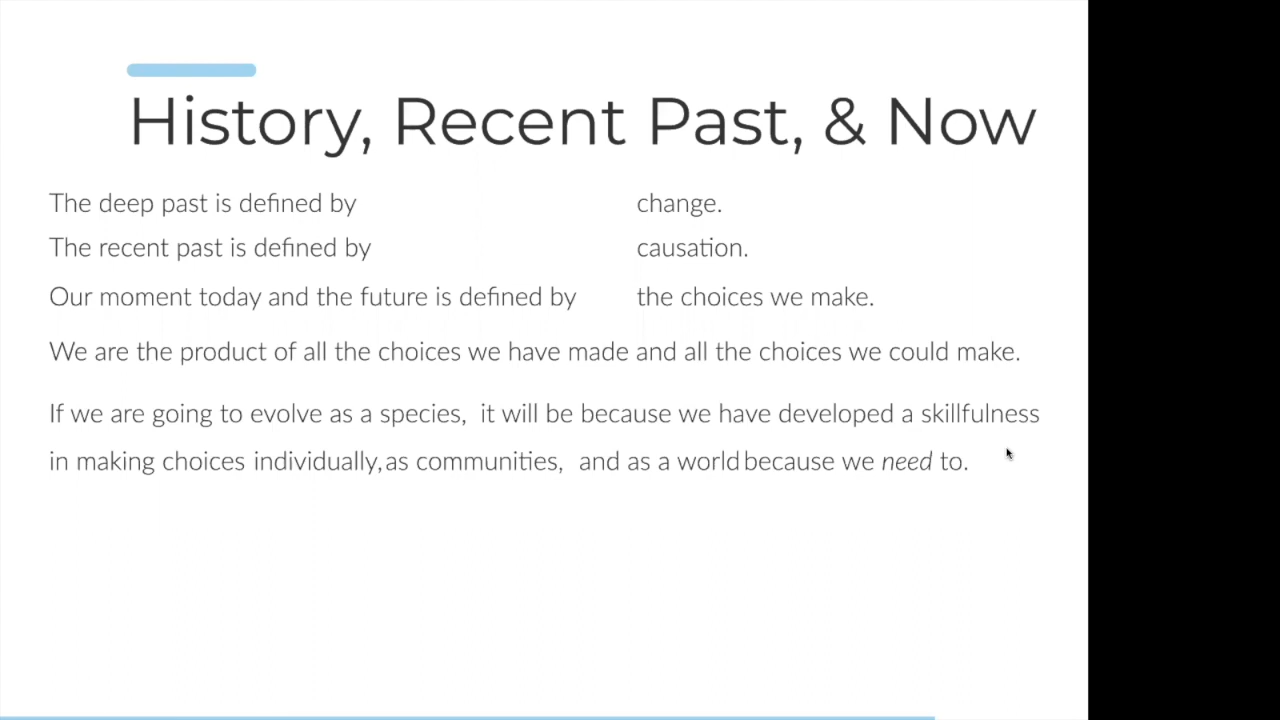 History, Recent Past, & Now
The deep past is defined by change.
The recent past is defined by causation.
Our moment today and the future is defined by the choices we make.
We are the product of all the choices we have made and all the choices we could make.
If we are going to evolve as a species, it will be because we have developed a skillfulness
in making choices individually, as communities, and as a world because we need to.